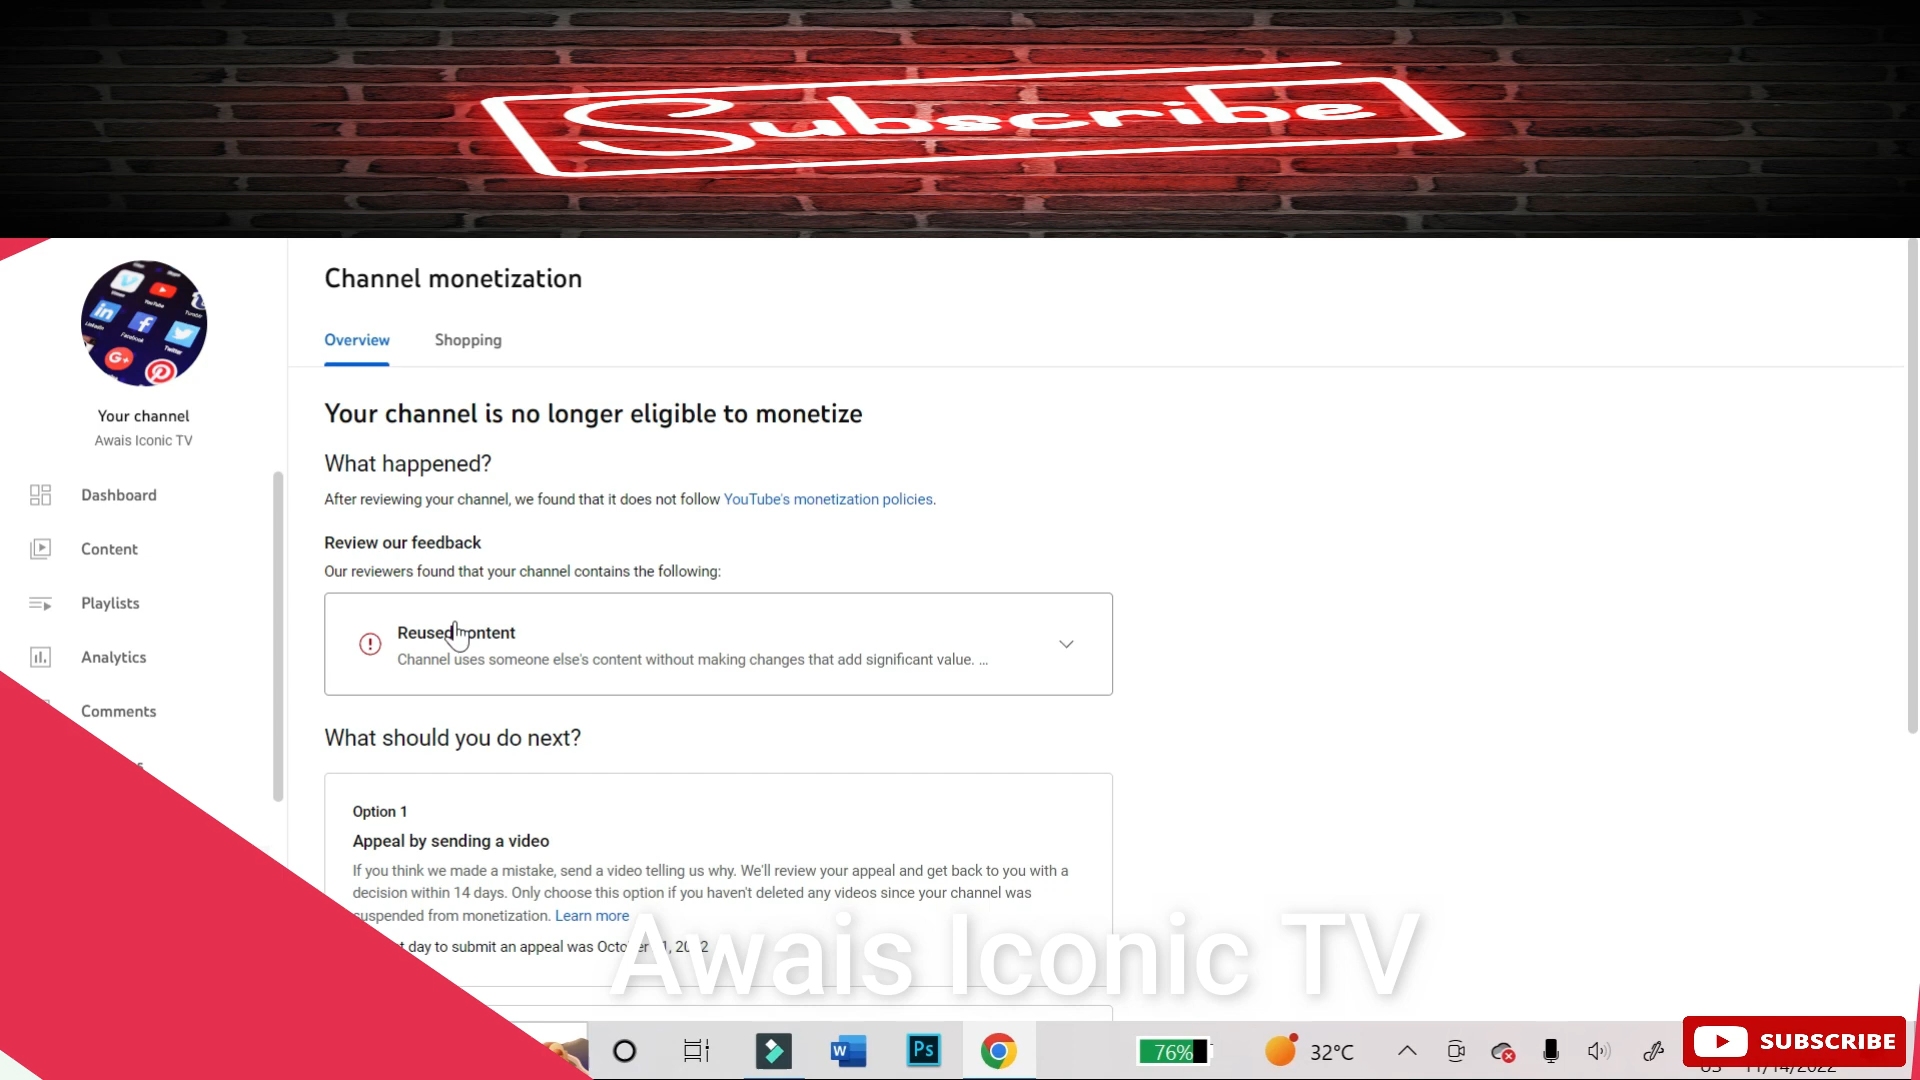 Subscribe
Channel monetization
Overview
Shopping
Your channel is no longer eligible to monetize
What happened?
After reviewing your channel, we found that it does not follow YouTube's monetization policies.
Review our feedback
Our reviewers found that your channel contains the following:
Reused content
Channel uses someone else's content without making changes that add significant value. ...
What should you do next?
Option 1
Appeal by sending a video
If you think we made a mistake, send a video telling us why. We'll review your appeal and get back to you with a
decision within 14 days. Only choose this option if you haven't deleted any videos since your channel was
suspended from monetization. Learn more
day to submit an appeal was
Your channel
Awais Iconic TV
Dashboard
Content
Playlists
Analytics
Comments
Awais Iconic TV
76%
32°C
SUBSCRIBE